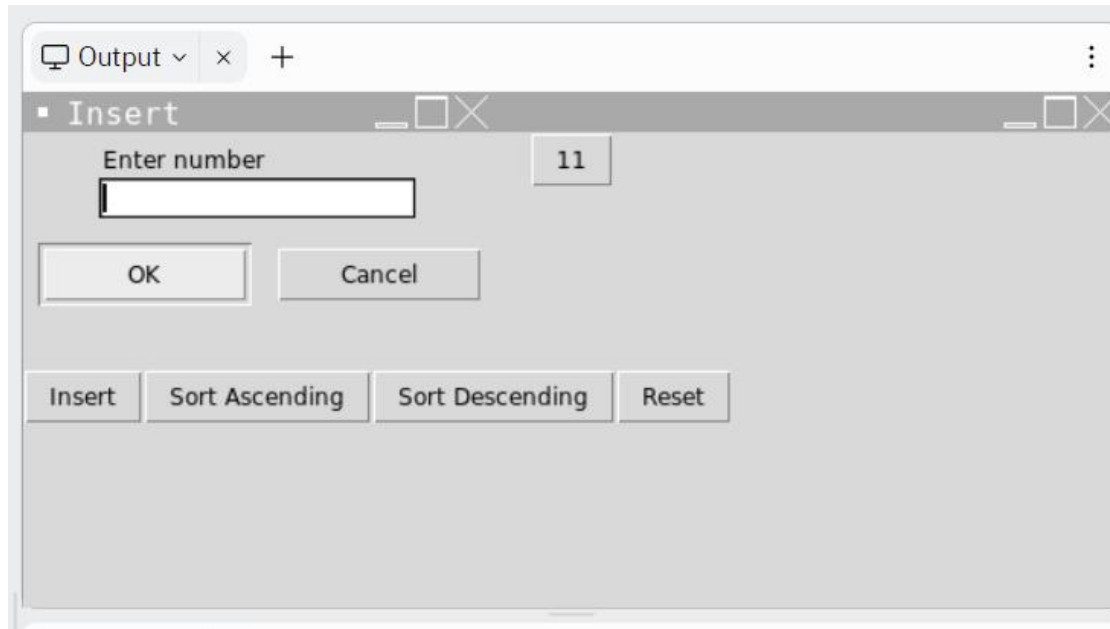 Output
Insert
Enter number
11
OK Cancel
Insert Sort Ascending Sort Descending Reset